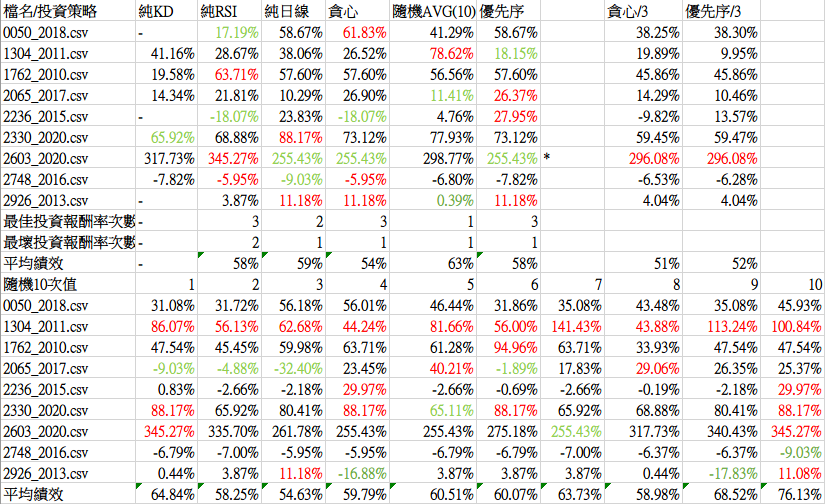 檔名/投資策略 純KD 純RSI 純日線 貪心 隨機AVG(10) 優先序 貪心/3 優先序/3
0050_2018.csv - 17.19% 58.67% 61.83% 41.29% 58.67% 38.25% 38.30%
1304_2011.csv 41.16% 28.67% 38.06% 26.52% 78.62% 18.15% 19.89% 9.95%
1762_2010.csv 19.58% 63.71% 57.60% 57.60% 56.56% 57.60% 45.86% 45.86%
2065_2017.csv 14.34% 21.81% 10.29% 26.90% 11.41% 26.37% 14.29% 10.46%
2236_2015.csv - -18.07% 23.83% -18.07% 4.76% 27.95% -9.82% 13.57%
2330_2020.csv 65.92% 68.88% 88.17% 73.12% 77.93% 73.12% 59.45% 59.47%
2603_2020.csv 317.73% 345.27% 255.43% 255.43% 298.77% 255.43% * 296.08% 296.08%
2748_2016.csv -7.82% -5.95% -9.03% -5.95% -6.80% -7.82% -6.53% -6.28%
2926_2013.csv - 3.87% 11.18% 11.18% 0.39% 11.18% 4.04% 4.04%
最佳投資報酬率次數 - 3 2 3 1 3
最壞投資報酬率次數 - 2 1 1 1 1
平均績效 - 58% 59% 54% 63% 58% 51% 52%
隨機10次值 1 2 3 4 5 6 7 8 9 10
0050_2018.csv 31.08% 31.72% 56.18% 56.01% 46.44% 31.86% 35.08% 43.48% 35.08% 45.93%
1304_2011.csv 86.07% 56.13% 62.68% 44.24% 81.66% 56.00% 141.43% 43.88% 113.24% 100.84%
1762_2010.csv 47.54% 45.45% 59.98% 63.71% 61.28% 94.96% 63.71% 33.93% 47.54% 47.54%
2065_2017.csv -9.03% -4.88% -32.40% 23.45% 40.21% -1.89% 17.83% 29.06% 26.35% 25.37%
2236_2015.csv 0.83% -2.66% -2.18% 29.97% -2.66% -0.69% -2.66% -0.19% -2.18% 29.97%
2330_2020.csv 88.17% 65.92% 80.41% 88.17% 65.11% 88.17% 65.92% 68.88% 80.41% 88.17%
2603_2020.csv 345.27% 335.70% 261.78% 255.43% 255.43% 275.18% 255.43% 317.73% 340.43% 345.27%
2748_2016.csv -6.79% -7.00% -5.95% -5.95% -6.79% -6.79% -7.00% -6.37% -6.37% -9.03%
2926_2013.csv 0.44% 3.87% 11.18% -16.88% 3.87% 3.87% 3.87% 0.44% -17.83% 11.08%
平均績效 64.84% 58.25% 54.63% 59.79% 60.51% 60.07% 63.73% 58.98% 68.52% 76.13%